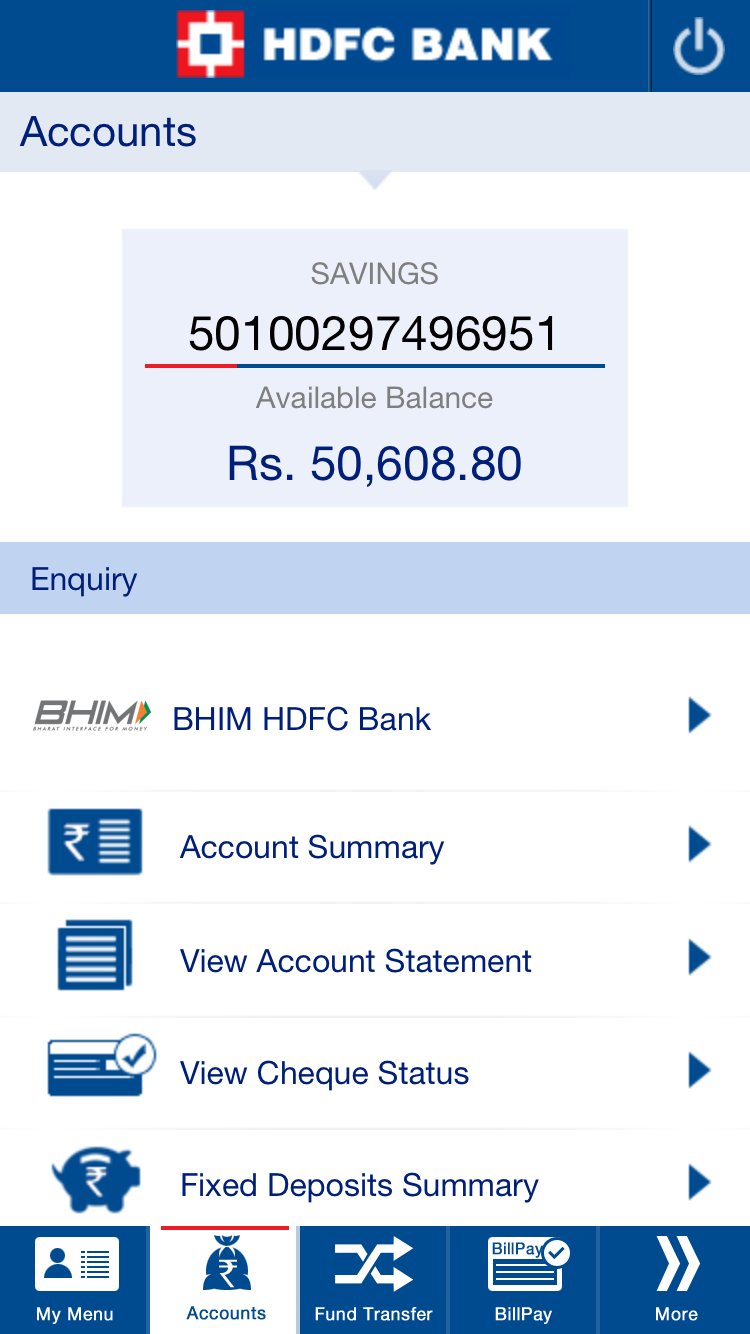 HDFC BANK
Accounts
SAVINGS
50100297496951
Available Balance
Rs. 50,608.80
Enquiry
BHIM
BHARAT INTERFACE FOR MONEY
BHIM HDFC Bank
₹
Account Summary
View Account Statement
View Cheque Status
₹
Fixed Deposits Summary
My Menu
₹
Accounts
Fund Transfer
BillPay
BillPay
More